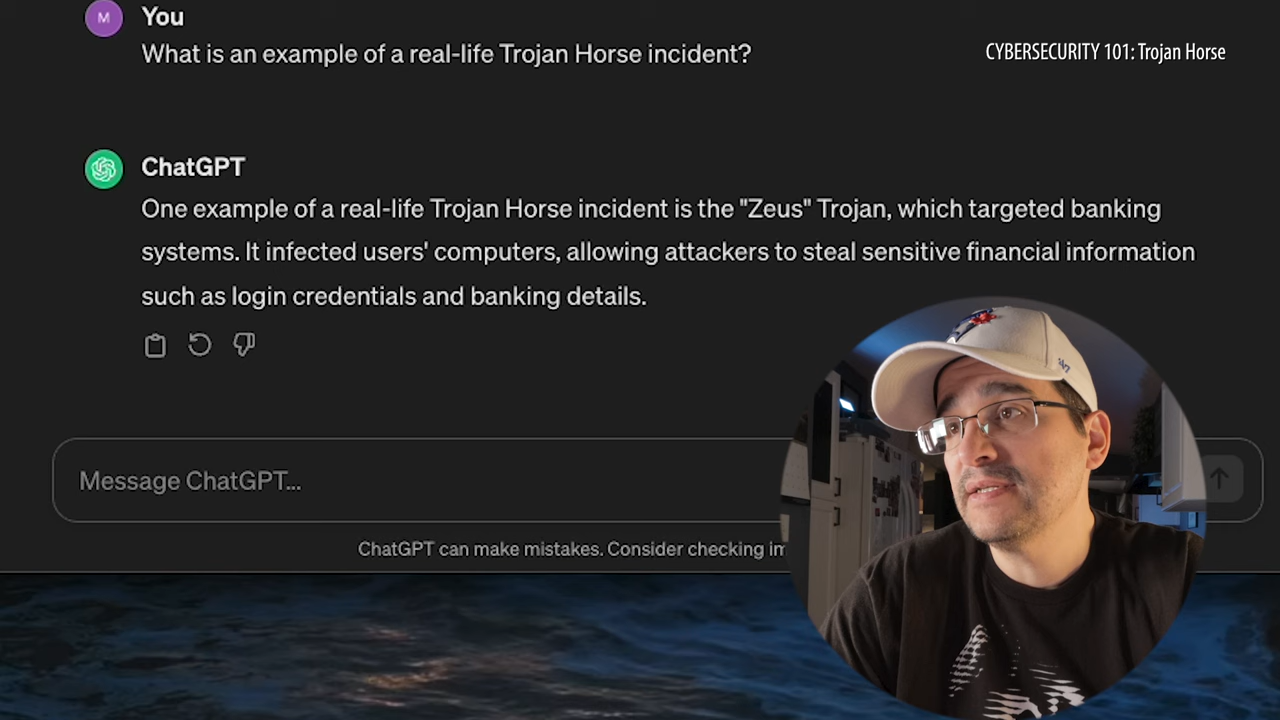 M
You
What is an example of a real-life Trojan Horse incident?
CYBERSECURITY 101: Trojan Horse
ChatGPT
One example of a real-life Trojan Horse incident is the "Zeus" Trojan, which targeted banking
systems. It infected users' computers, allowing attackers to steal sensitive financial information
such as login credentials and banking details.
'47
Message ChatGPT...
ChatGPT can make mistakes. Consider checking